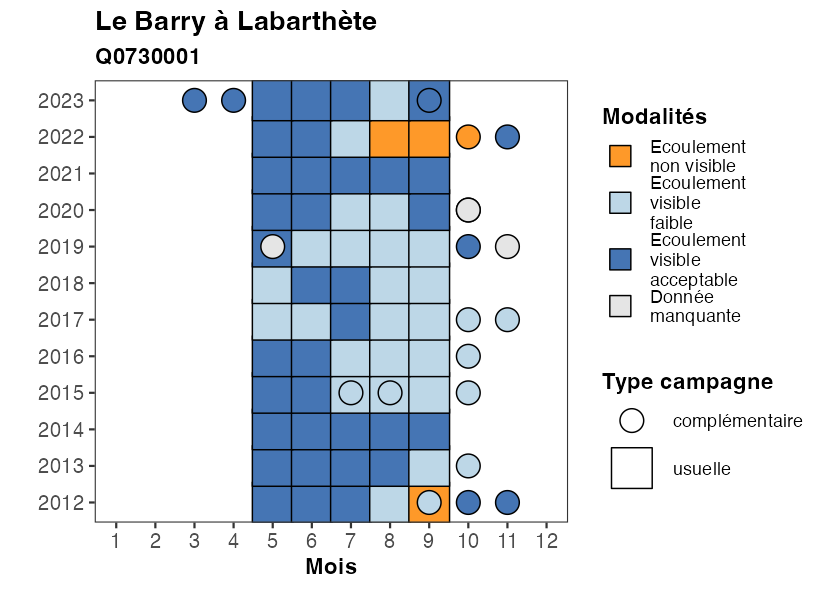 Le Barry à Labarthète
Q0730001
2023
2022
2021
2020
2019
2018
2017
2016
2015
2014
2013
2012
1 2 3 4 5 6 7 8 9 10 11 12
Mois
Modalités
Ecoulement
non visible
Ecoulement
visible
faible
Ecoulement
visible
acceptable
Donnée
manquante
Type campagne
complémentaire
usuelle